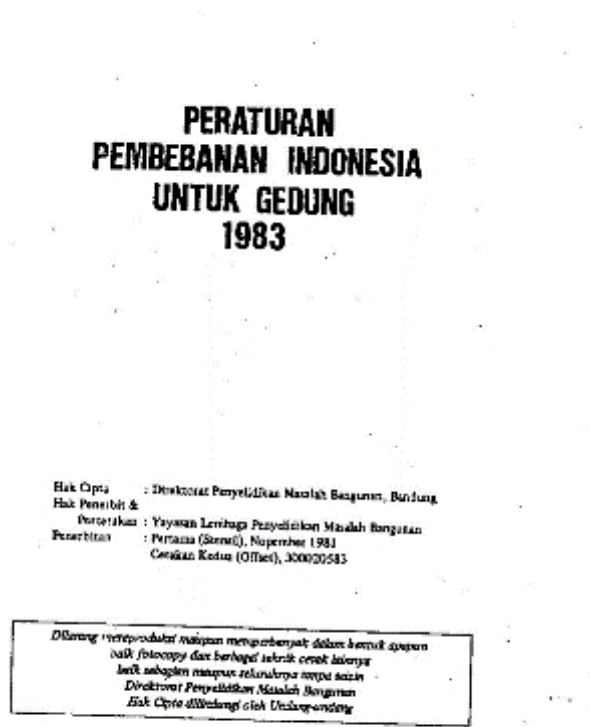 PERATURAN
PEMBEBANAN INDONESIA
UNTUK GEDUNG
1983
Hak Cipta : Direktorat Penyelidikan Masalah Bangunan, Bandung
Hak Penerbit &
Percetakan : Yayasan Lembaga Penyelidikan Masalah Bangunan
Penerbitan : Pertama (Stensil), Nopember 1981
Cetakan Kedua (Offset), 300020583
Dilarang mereproduksi maupun memperbanyak dalam bentuk apapun
baik fotocopy dan berbagai teknik cetak lainnya
baik sebagian maupun seluruhnya tanpa seizin
Direktorat Penyelidikan Masalah Bangunan
Hak Cipta dilindungi oleh Undang-undang